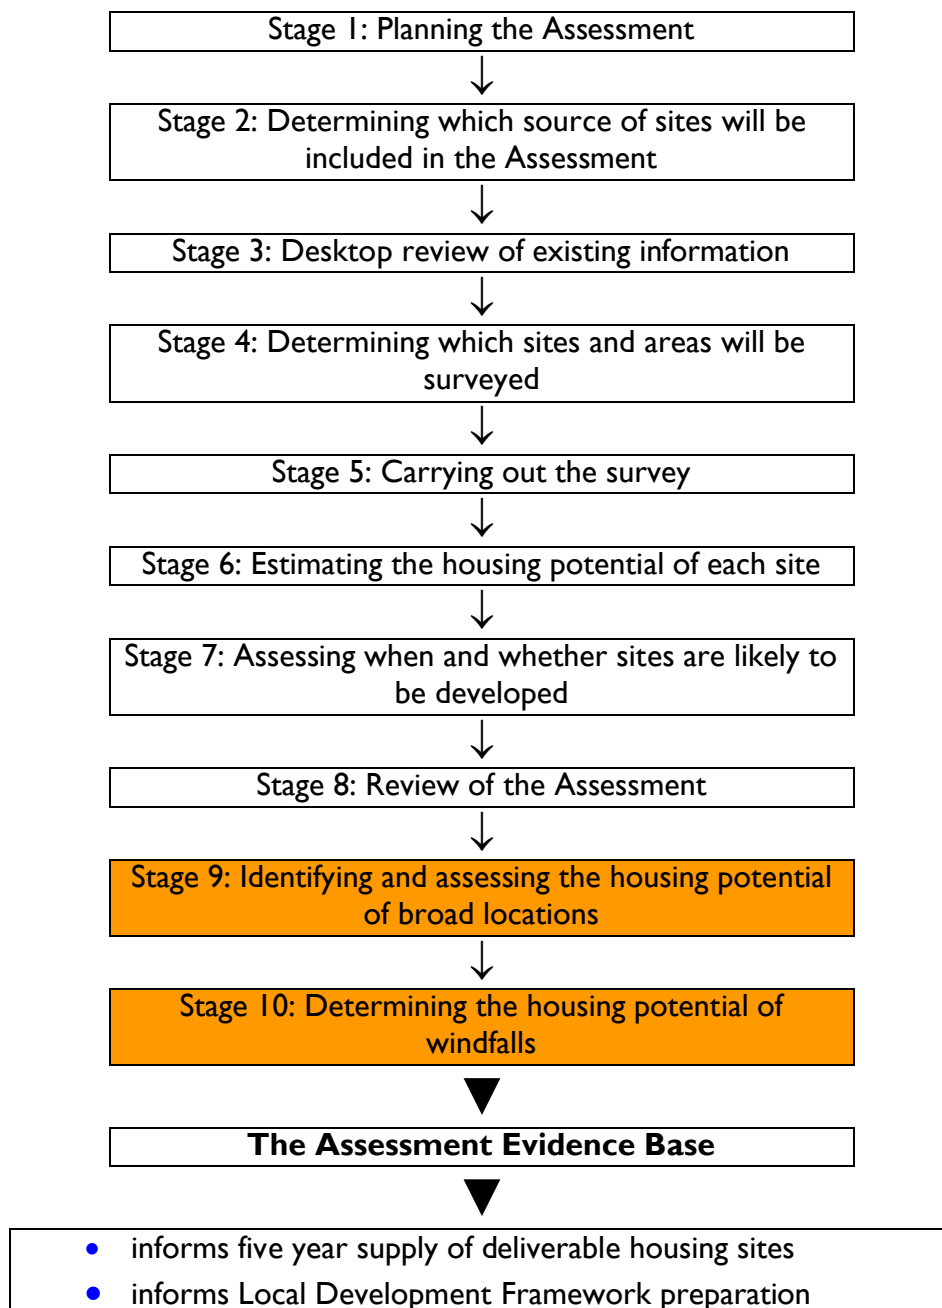 Stage 1: Planning the Assessment
Stage 2: Determining which source of sites will be
included in the Assessment
Stage 3: Desktop review of existing information
Stage 4: Determining which sites and areas will be
surveyed
Stage 5: Carrying out the survey
Stage 6: Estimating the housing potential of each site
Stage 7: Assessing when and whether sites are likely to
be developed
Stage 8: Review of the Assessment
Stage 9: Identifying and assessing the housing potential
of broad locations
Stage 10: Determining the housing potential of
windfalls
The Assessment Evidence Base
• informs five year supply of deliverable housing sites
• informs Local Development Framework preparation